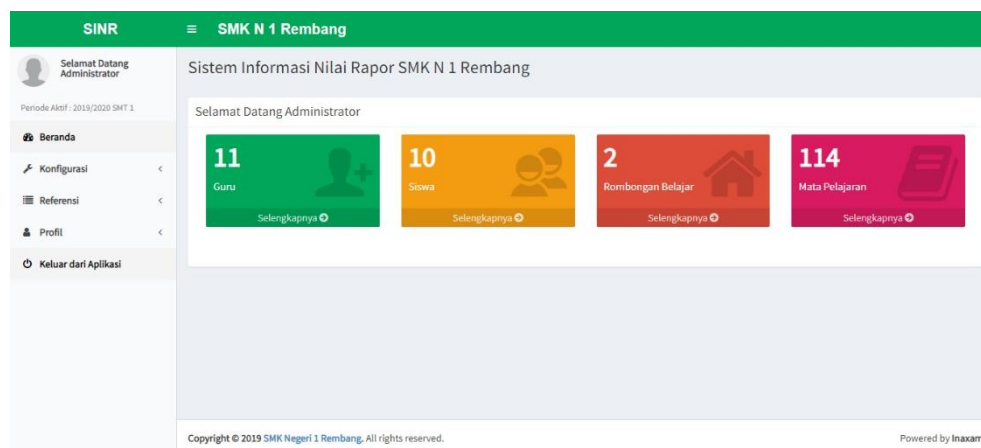 SINR
SMK N 1 Rembang
Selamat Datang
Administrator
Periode Aktif : 2019/2020 SMT 1
Beranda
Konfigurasi
Referensi
Profil
Keluar dari Aplikasi
Sistem Informasi Nilai Rapor SMK N 1 Rembang
Selamat Datang Administrator
11
Guru
Selengkapnya
10
Siswa
Selengkapnya
2
Rombongan Belajar
Selengkapnya
114
Mata Pelajaran
Selengkapnya
Copyright © 2019 SMK Negeri 1 Rembang. All rights reserved.
Powered by Inaxam